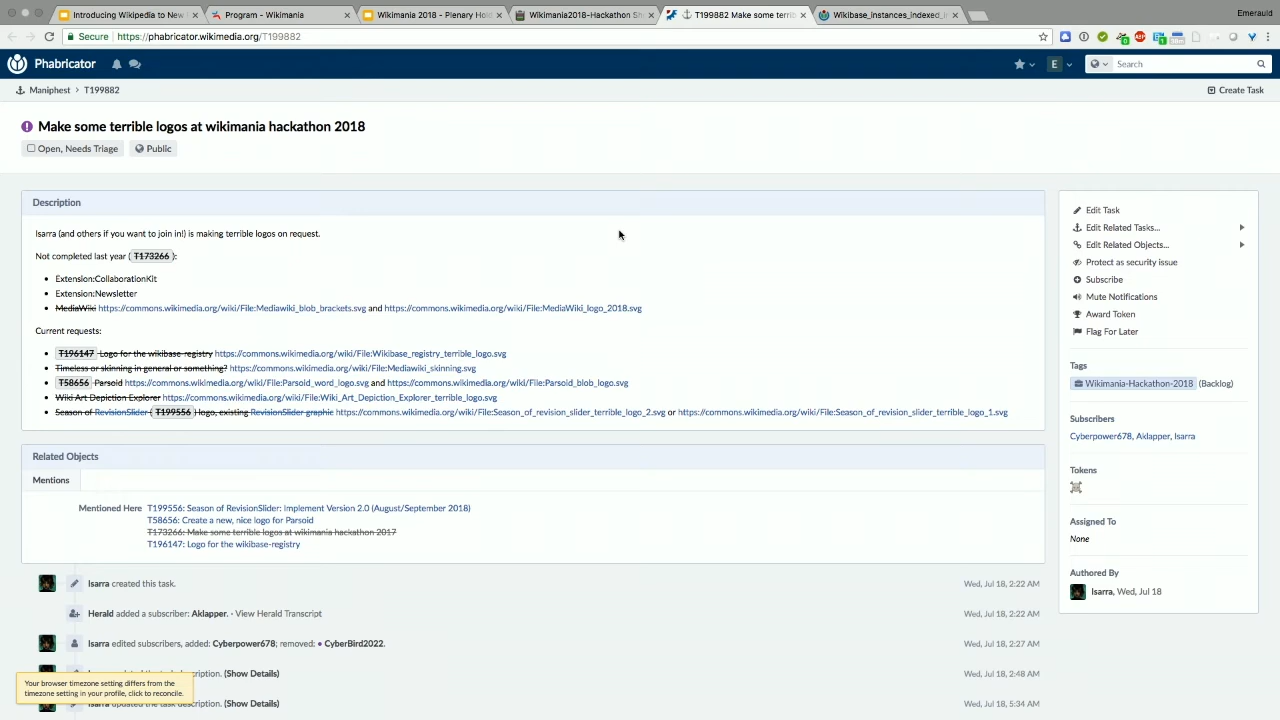 Introducing Wikipedia to New
Program - Wikimania
Wikimania 2018 - Plenary Ho
Wikimania2018-Hackathon Sh
T199882 Make some terrib
Wikibase_instances_indexed_i
Emerauld
Secure
https://phabricator.wikimedia.org/T199882
Phabricator
E
Search
Maniphest > T199882
Create Task
Make some terrible logos at wikimania hackathon 2018
Open, Needs Triage
Public
Description
Isarra (and others if you want to join in!) is making terrible logos on request.
Not completed last year ( T173266 ):
Extension:CollaborationKit
Extension:Newsletter
MediaWiki https://commons.wikimedia.org/wiki/File:Mediawiki_blob_brackets.svg and https://commons.wikimedia.org/wiki/File:MediaWiki_logo_2018.svg
Current requests:
T196147 Logo for the wikibase-registry https://commons.wikimedia.org/wiki/File:Wikibase_registry_terrible_logo.svg
Timeless or skinning in general or something? https://commons.wikimedia.org/wiki/File:Mediawiki_skinning.svg
T58656 Parsoid https://commons.wikimedia.org/wiki/File:Parsoid_word_logo.svg and https://commons.wikimedia.org/wiki/File:Parsoid_blob_logo.svg
Wiki Art Depiction Explorer https://commons.wikimedia.org/wiki/File:Wiki_Art_Depiction_Explorer_terrible_logo.svg
Season of RevisionSlider ( T199556 ) logo, existing RevisionSlider graphic https://commons.wikimedia.org/wiki/File:Season_of_revision_slider_terrible_logo_2.svg or https://commons.wikimedia.org/wiki/File:Season_of_revision_slider_terrible_logo_1.svg
Related Objects
Mentions
Mentioned Here
T199556: Season of RevisionSlider: Implement Version 2.0 (August/September 2018)
T58656: Create a new, nice logo for Parsoid
T173266: Make some terrible logos at wikimania hackathon 2017
T196147: Logo for the wikibase-registry
Isarra created this task.
Wed, Jul 18, 2:22 AM
Herald added a subscriber: Aklapper. · View Herald Transcript
Wed, Jul 18, 2:22 AM
Isarra edited subscribers, added: Cyberpower678; removed: • CyberBird2022.
Wed, Jul 18, 2:27 AM
description. (Show Details)
Wed, Jul 18, 2:48 AM
Isarra updated the task description. (Show Details)
Wed, Jul 18, 5:34 AM
Your browser timezone setting differs from the
timezone setting in your profile, click to reconcile.
Edit Task
Edit Related Tasks...
Edit Related Objects...
Protect as security issue
Subscribe
Mute Notifications
Award Token
Flag For Later
Tags
Wikimania-Hackathon-2018 (Backlog)
Subscribers
Cyberpower678, Aklapper, Isarra
Tokens
Assigned To
None
Authored By
Isarra, Wed, Jul 18